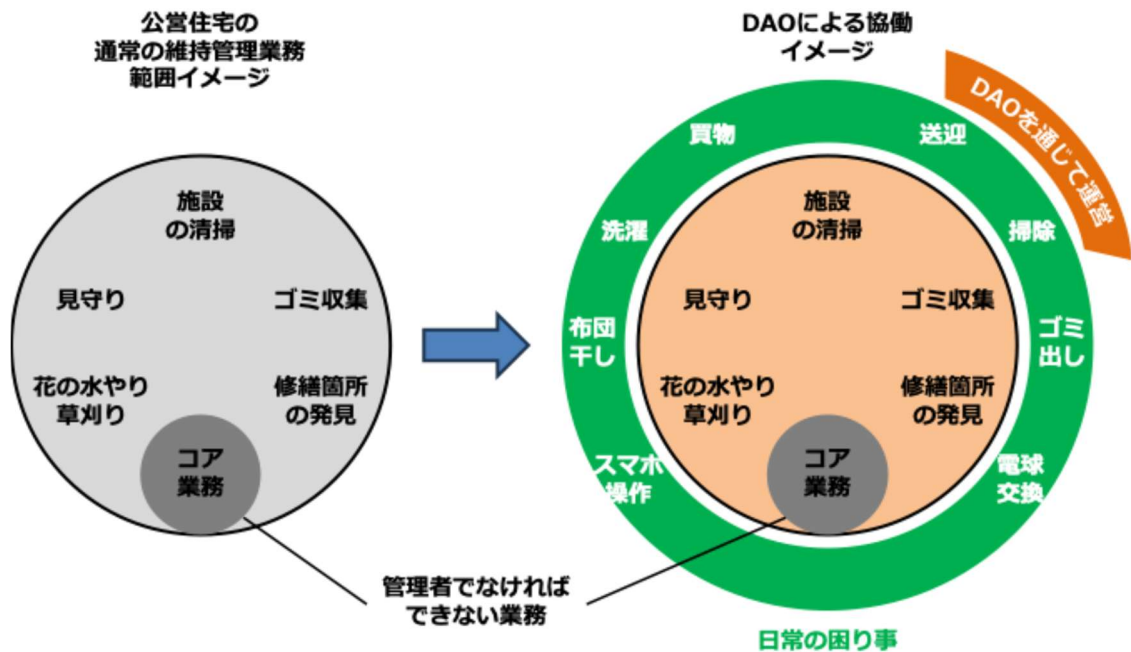 公営住宅の
通常の維持管理業務
範囲イメージ
施設
の清掃
見守り
ゴミ収集
花の水やり
草刈り
修繕箇所
の発見
コア
業務
管理者でなければ
できない業務
DAOによる協働
イメージ
DAOを通じて運営
買物
送迎
洗濯
掃除
布団
干し
ゴミ
出し
スマホ
操作
電球
交換
施設
の清掃
見守り
ゴミ収集
花の水やり
草刈り
修繕箇所
の発見
コア
業務
日常の困り事